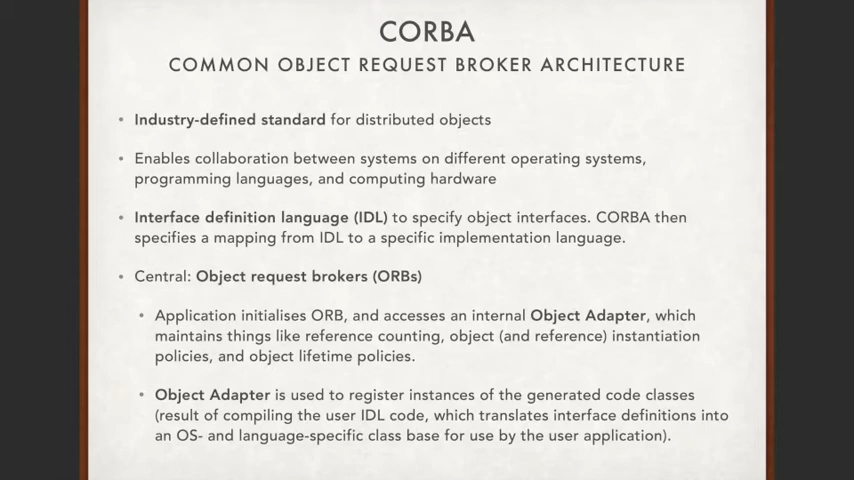 CORBA
COMMON OBJECT REQUEST BROKER ARCHITECTURE
• Industry-defined standard for distributed objects
• Enables collaboration between systems on different operating systems,
programming languages, and computing hardware
• Interface definition language (IDL) to specify object interfaces. CORBA then
specifies a mapping from IDL to a specific implementation language.
• Central: Object request brokers (ORBs)
• Application initialises ORB, and accesses an internal Object Adapter, which
maintains things like reference counting, object (and reference) instantiation
policies, and object lifetime policies.
• Object Adapter is used to register instances of the generated code classes
(result of compiling the user IDL code, which translates interface definitions into
an OS- and language-specific class base for use by the user application).